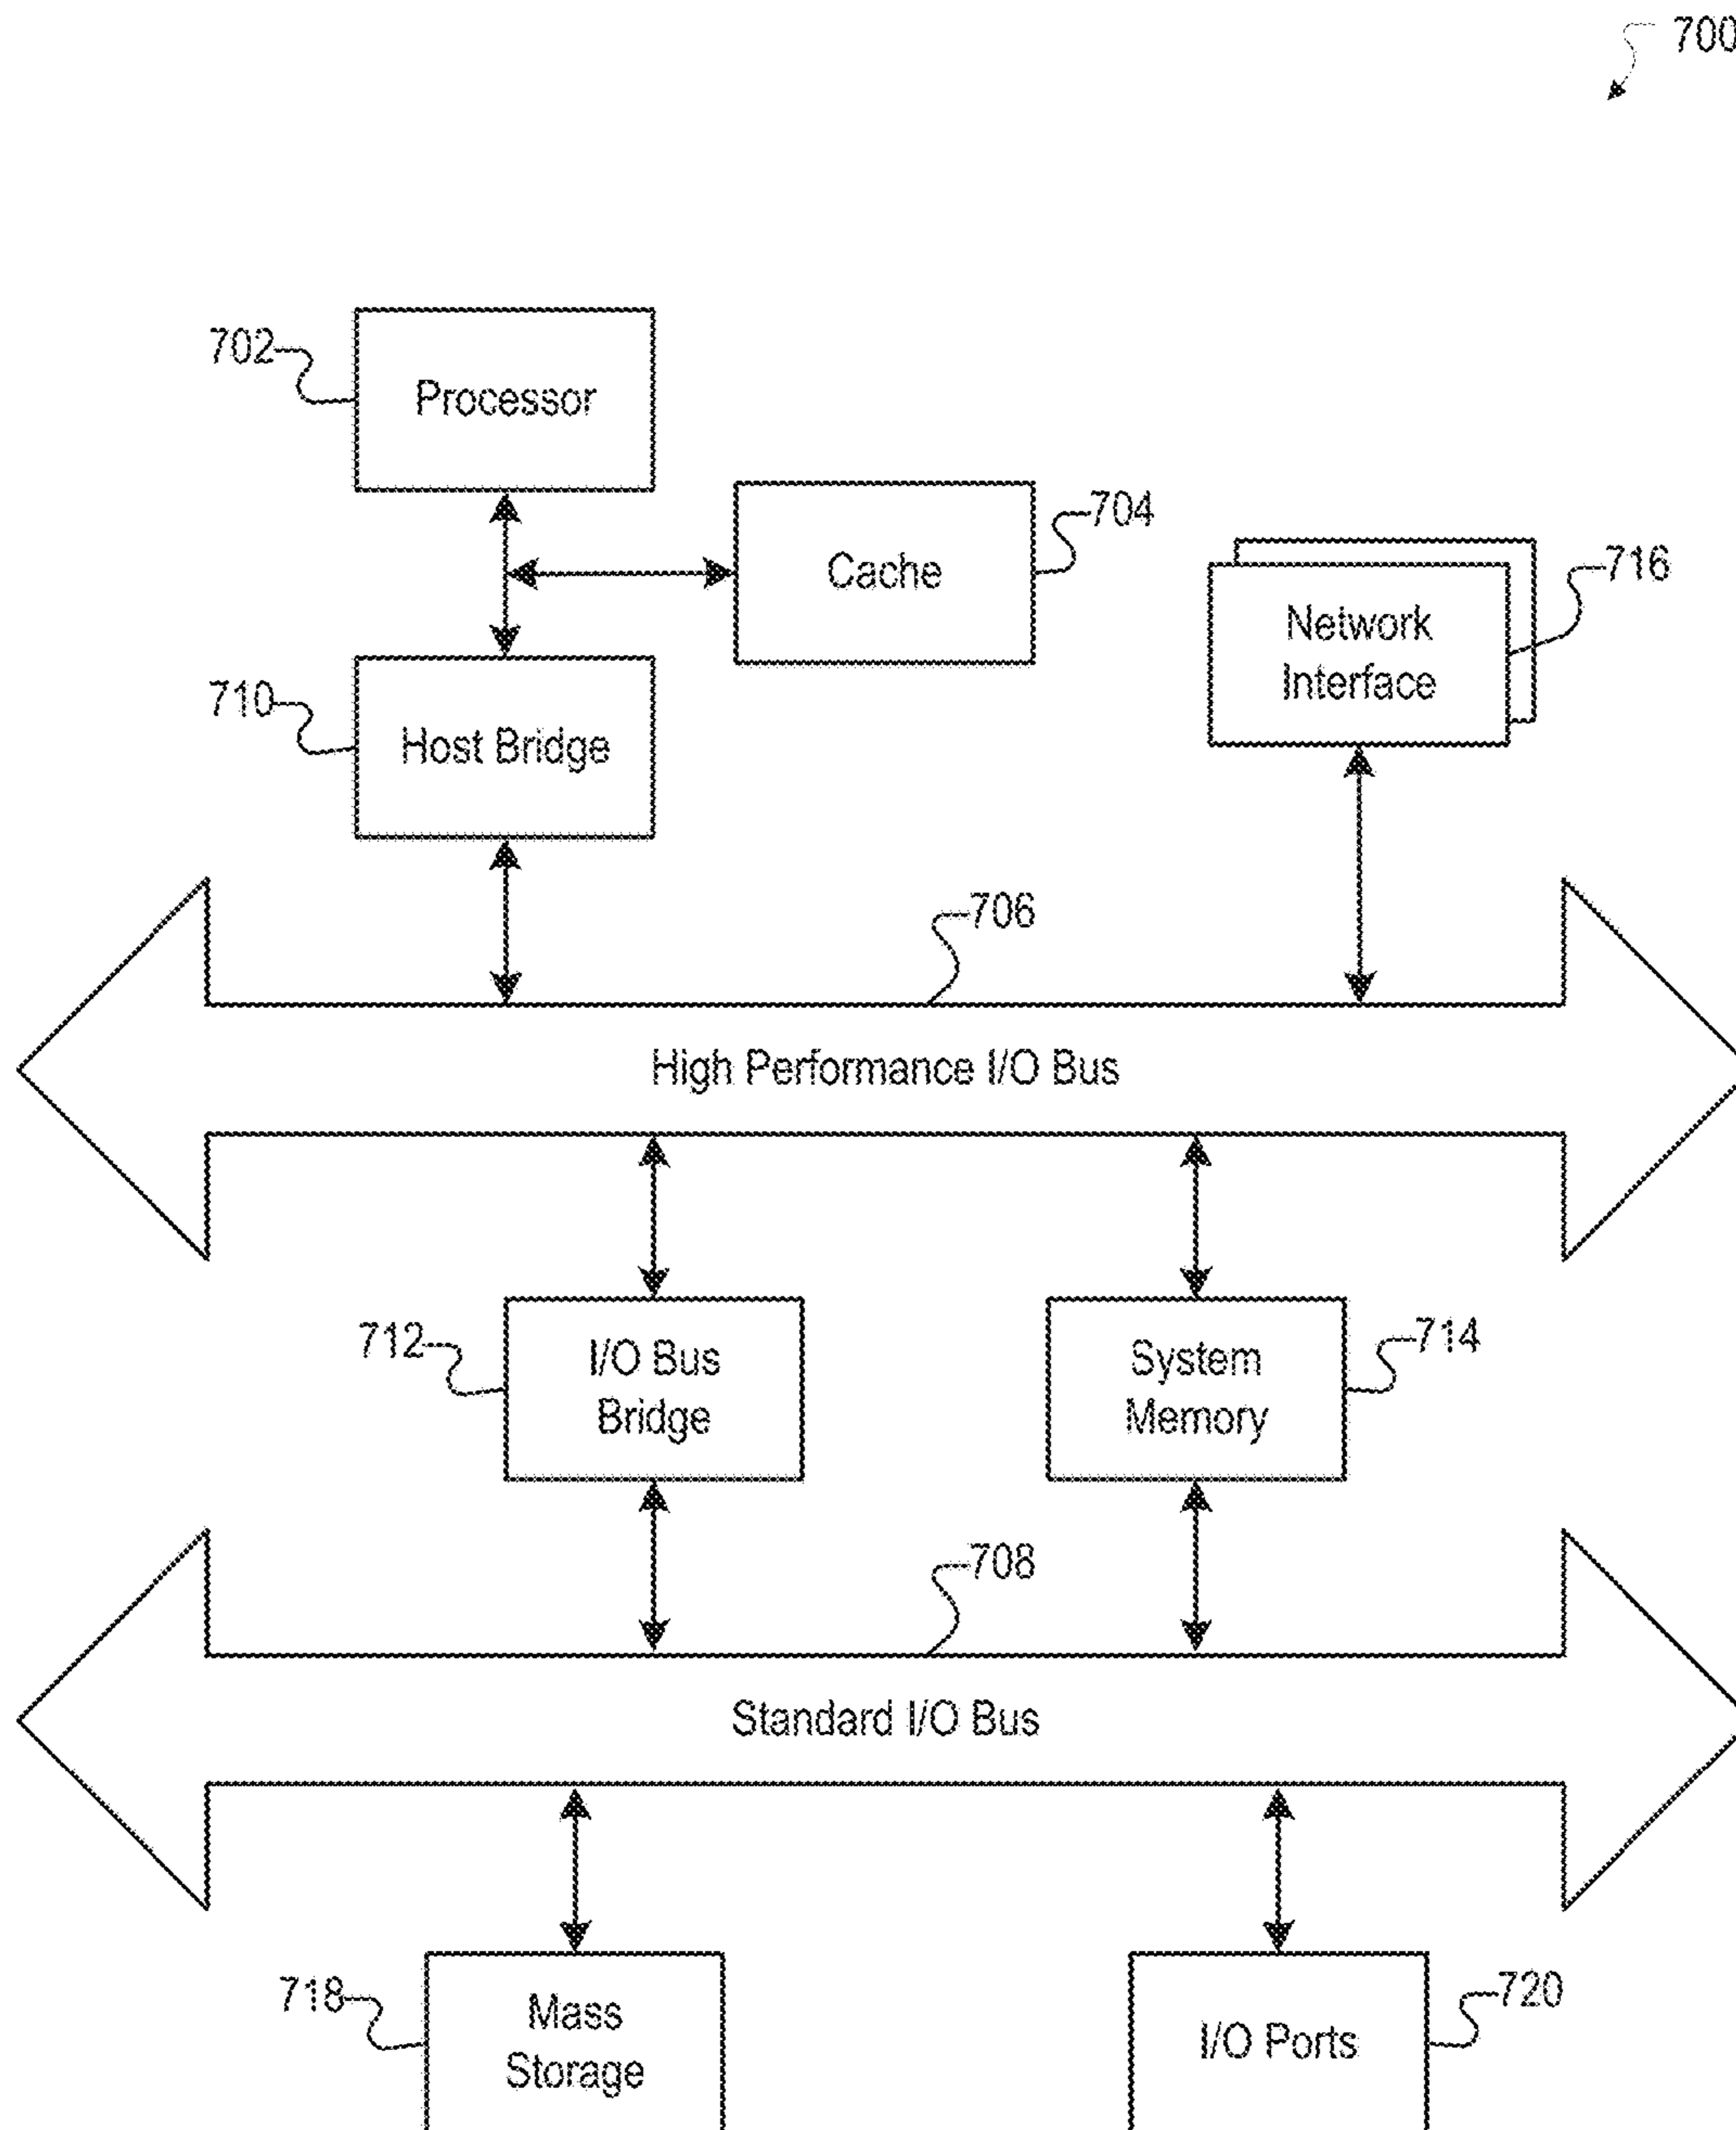 700
702
Processor
704
Cache
716
Network
Interface
710
Host Bridge
706
High Performance I/O Bus
712
I/O Bus
Bridge
714
System
Memory
708
Standard I/O Bus
718
Mass
Storage
720
I/O Ports